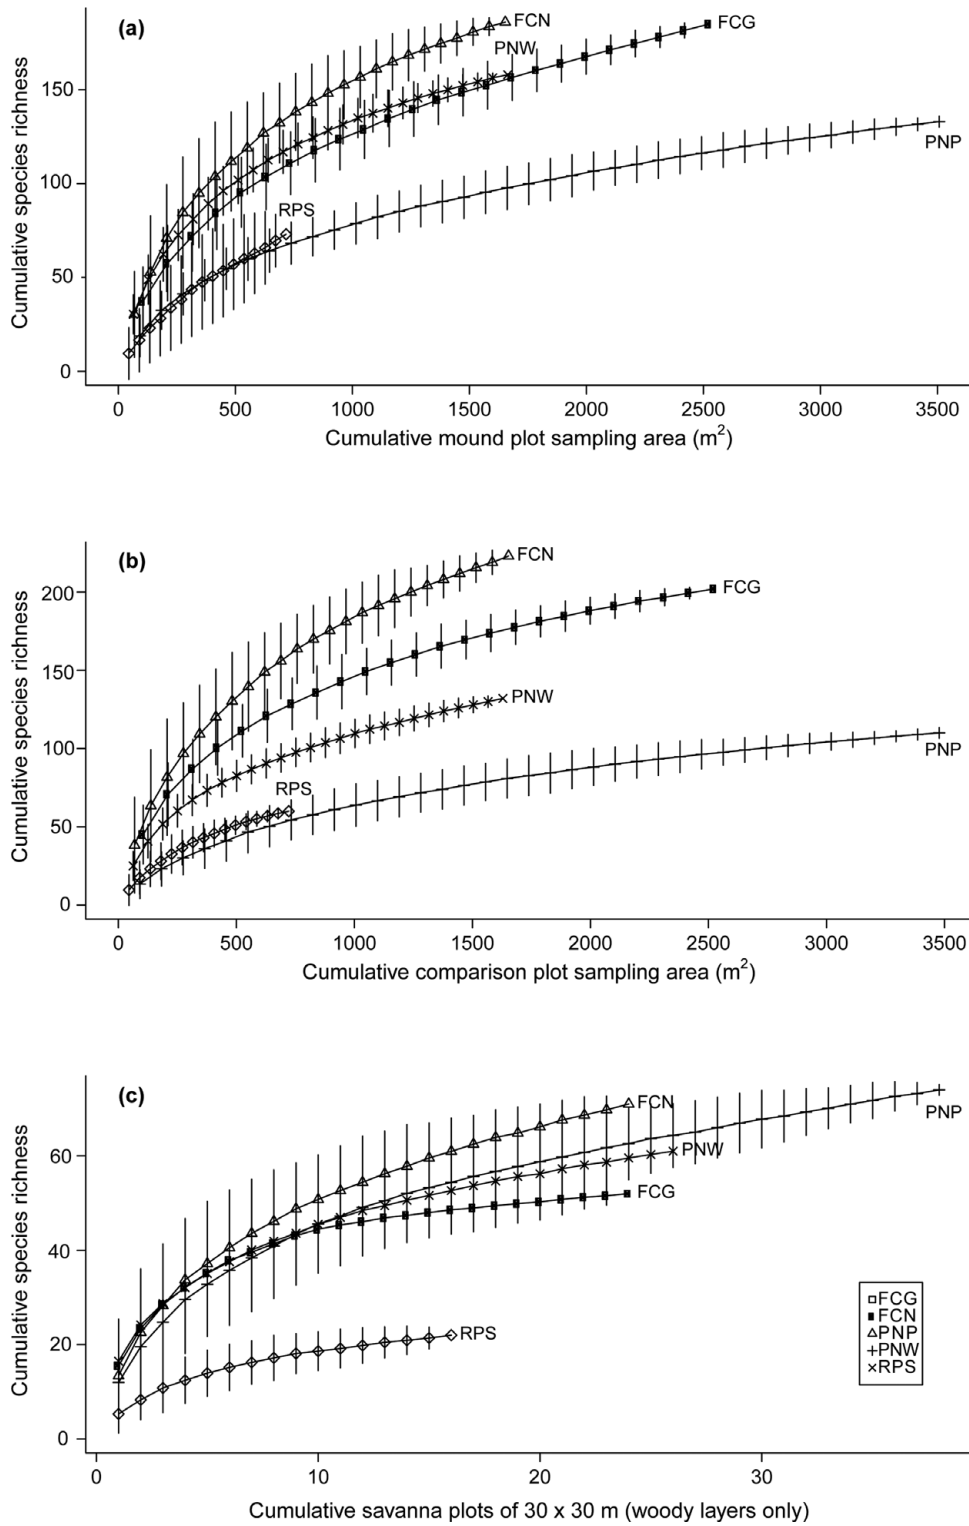 (a)
FCN
FCG
PNW
PNP
RPS
150
100
50
0
Cumulative species richness
0 500 1000 1500 2000 2500 3000 3500
Cumulative mound plot sampling area (m²)
(b)
FCN
FCG
PNW
PNP
RPS
200
150
100
50
0
Cumulative species richness
0 500 1000 1500 2000 2500 3000 3500
Cumulative comparison plot sampling area (m²)
(c)
FCN
PNP
PNW
FCG
RPS
60
40
20
0
Cumulative species richness
FCG
FCN
PNP
PNW
RPS
0 10 20 30
Cumulative savanna plots of 30 x 30 m (woody layers only)